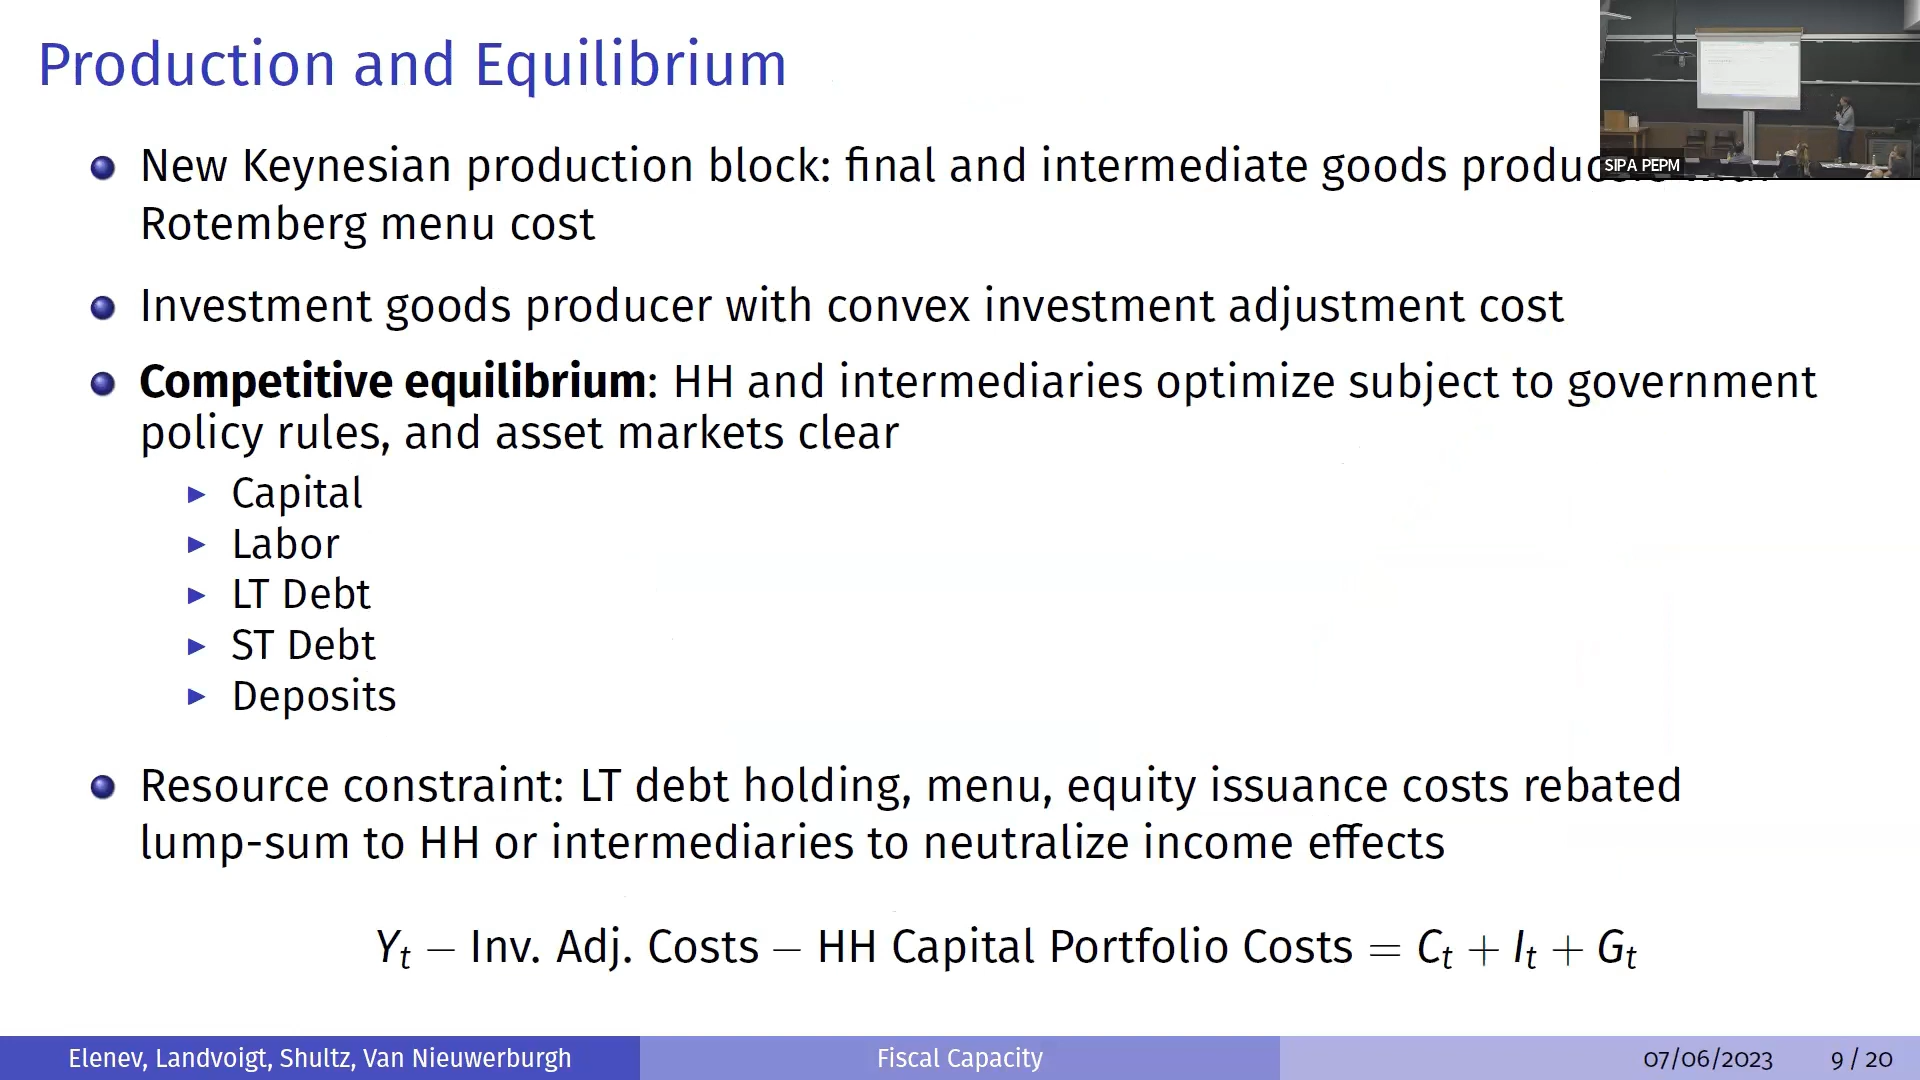 Production and Equilibrium
SIPA PEPM
New Keynesian production block: final and intermediate goods
Rotemberg menu cost
Investment goods producer with convex investment adjustment cost
Competitive equilibrium: HH and intermediaries optimize subject to government
policy rules, and asset markets clear
▶ Capital
▶ Labor
▶ LT Debt
▶ ST Debt
▶ Deposits
Resource constraint: LT debt holding, menu, equity issuance costs rebated
lump-sum to HH or intermediaries to neutralize income effects
Yₜ − Inv. Adj. Costs − HH Capital Portfolio Costs = Cₜ + Iₜ + Gₜ
Elenev, Landvoigt, Shultz, Van Nieuwerburgh
Fiscal Capacity
07/06/2023
9 / 20